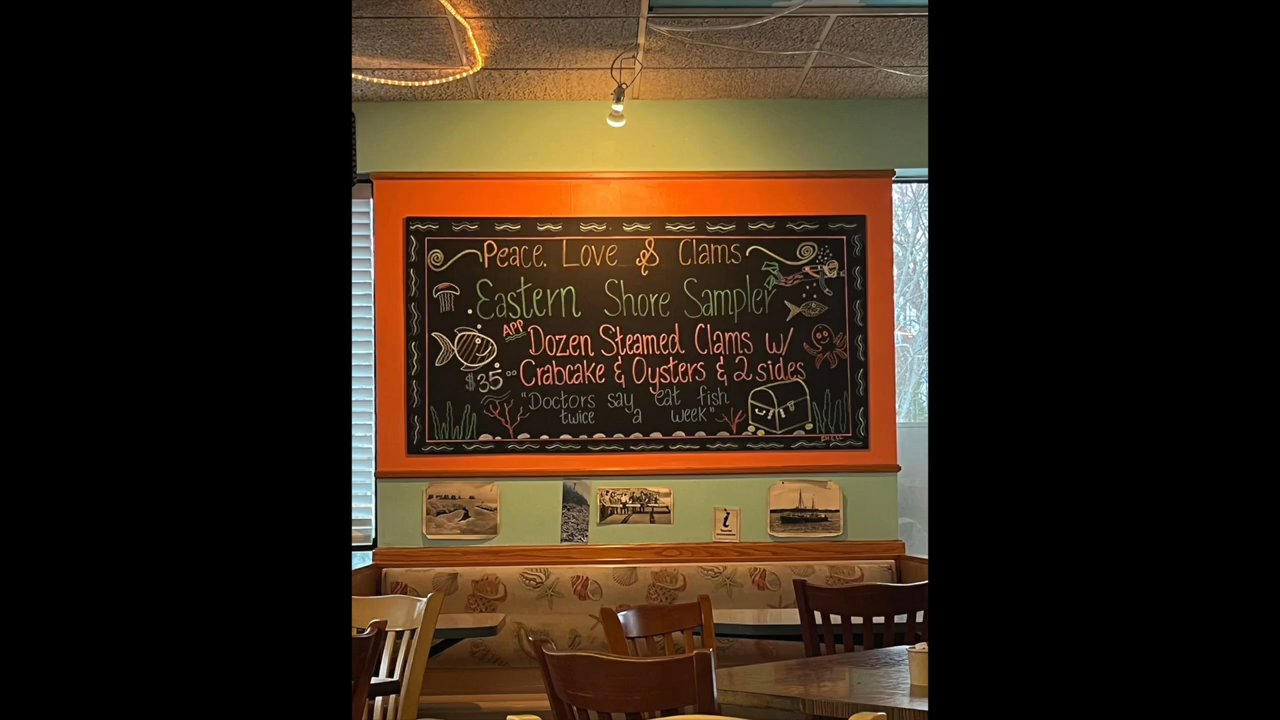 Peace. Love & Clams
Eastern Shore Sampler
APP Dozen Steamed Clams w/
$35.00 Crabcake & Oysters & 2 sides
"Doctors say eat fish
twice a week"
i